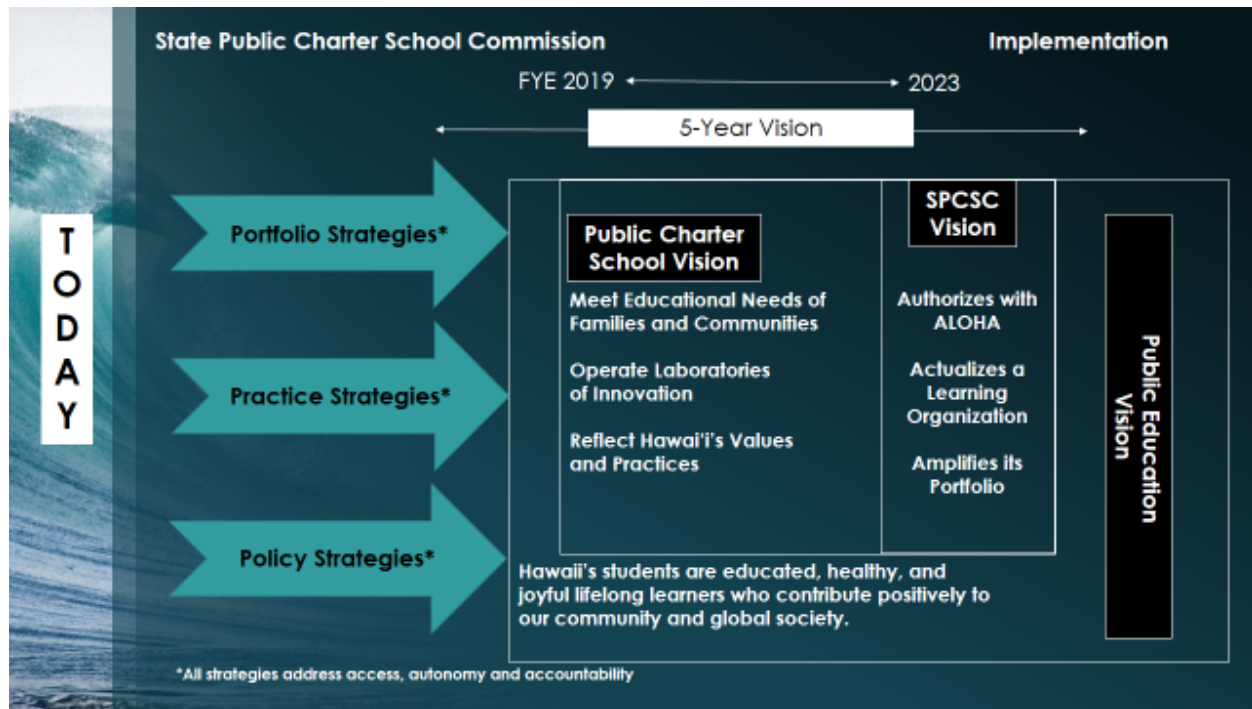 State Public Charter School Commission
Implementation
FYE 2019
2023
5-Year Vision
TODAY
Portfolio Strategies*
Practice Strategies*
Policy Strategies*
Public Charter
School Vision
Meet Educational Needs of
Families and Communities
Operate Laboratories
of Innovation
Reflect Hawai'i's Values
and Practices
SPCSC
Vision
Authorizes with
ALOHA
Actualizes a
Learning
Organization
Amplifies its
Portfolio
Public Education
Vision
Hawaii's students are educated, healthy, and
joyful lifelong learners who contribute positively to
our community and global society.
*All strategies address access, autonomy and accountability